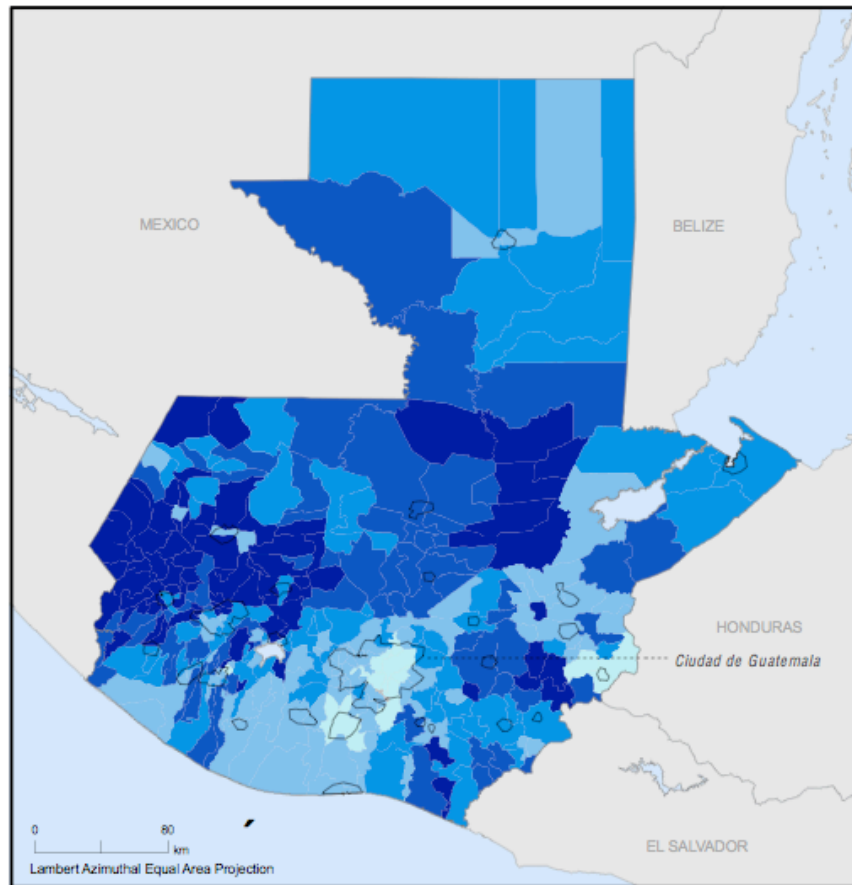 MEXICO
BELIZE
HONDURAS
Ciudad de Guatemala
EL SALVADOR
0 80
km
Lambert Azimuthal Equal Area Projection